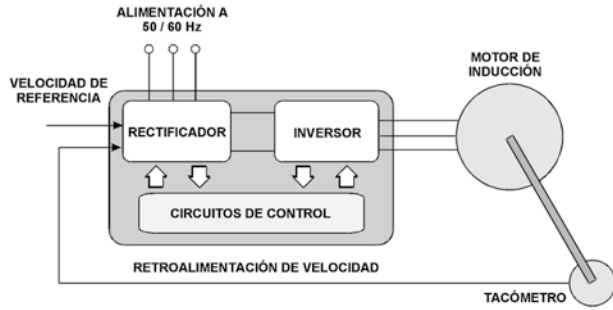 ALIMENTACIÓN A
50 / 60 Hz
VELOCIDAD DE
REFERENCIA
MOTOR DE
INDUCCIÓN
RECTIFICADOR
INVERSOR
CIRCUITOS DE CONTROL
RETROALIMENTACIÓN DE VELOCIDAD
TACÓMETRO